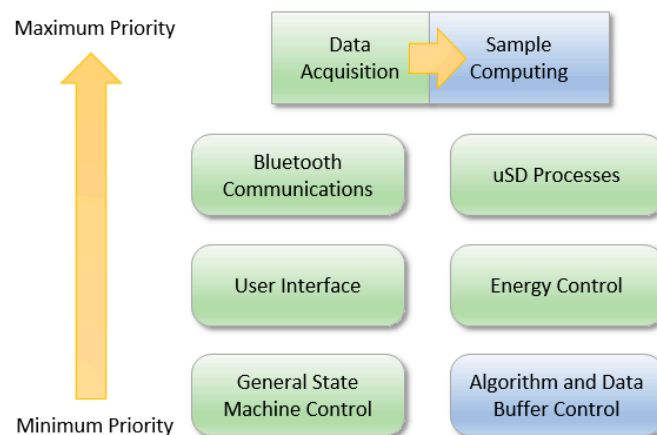 Maximum Priority
Data
Acquisition
Sample
Computing
Bluetooth
Communications
uSD Processes
User Interface
Energy Control
General State
Machine Control
Algorithm and Data
Buffer Control
Minimum Priority